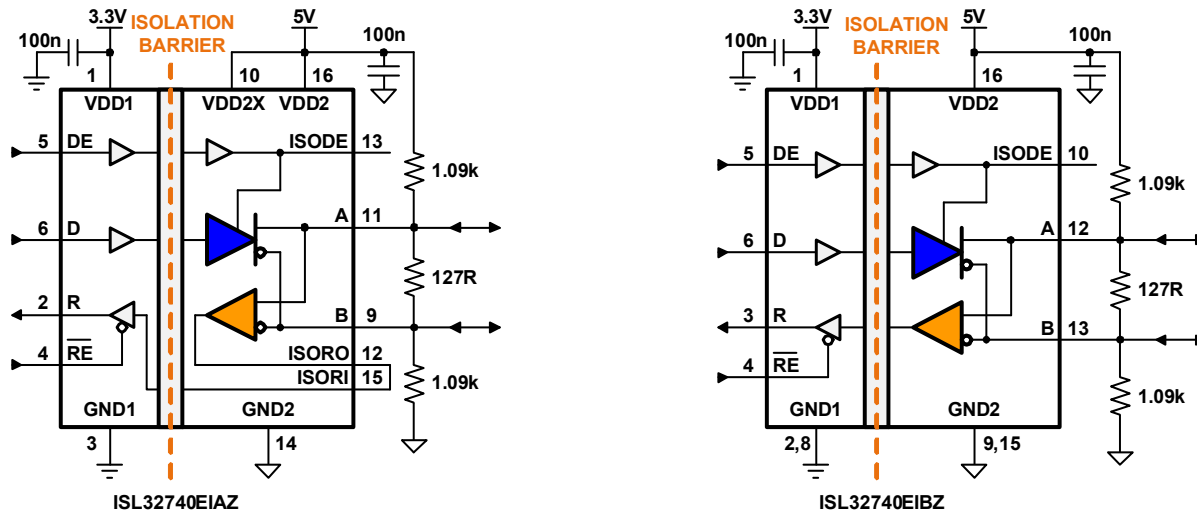 3.3V
ISOLATION
BARRIER
5V
100n
100n
1
10
16
VDD1
VDD2X
VDD2
5
DE
ISODE
13
1.09k
A
11
6
D
127R
2
R
B
9
4
RE
ISORO
12
ISORI
15
1.09k
GND1
GND2
3
14
ISL32740EIAZ
3.3V
ISOLATION
BARRIER
5V
100n
100n
1
16
VDD1
VDD2
5
DE
ISODE
10
1.09k
A
12
6
D
127R
3
R
B
13
4
RE
1.09k
GND1
GND2
2,8
9,15
ISL32740EIBZ